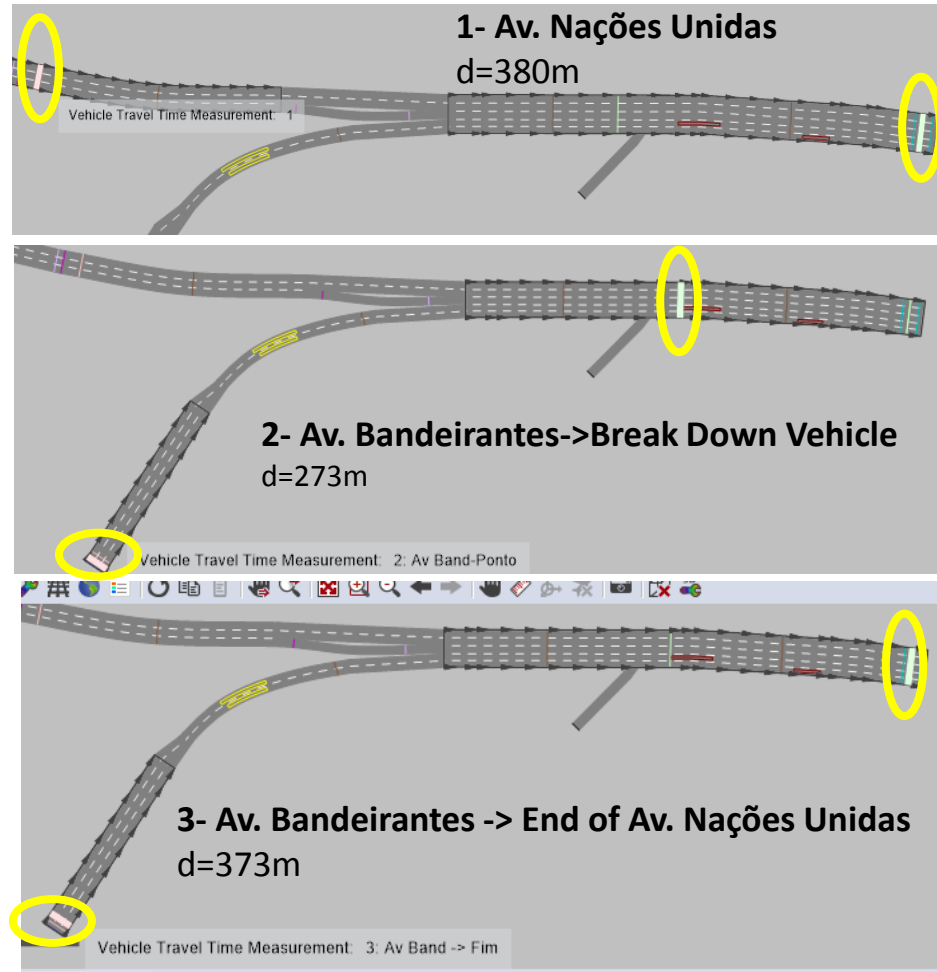 1- Av. Nações Unidas
d=380m
Vehicle Travel Time Measurement: 1
2- Av. Bandeirantes->Break Down Vehicle
d=273m
Vehicle Travel Time Measurement: 2: Av Band-Ponto
3- Av. Bandeirantes -> End of Av. Nações Unidas
d=373m
Vehicle Travel Time Measurement: 3: Av Band -> Fim